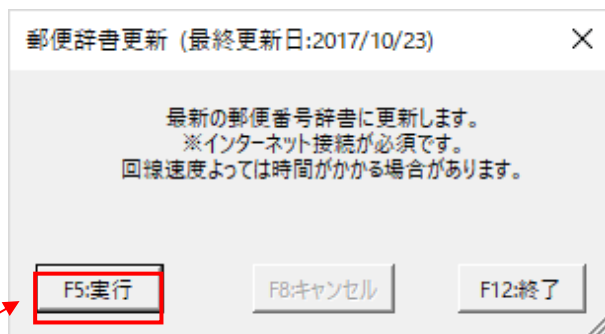 郵便辞書更新 (最終更新日:2017/10/23)
最新の郵便番号辞書に更新します。
※インターネット接続が必須です。
回線速度よっては時間がかかる場合があります。
F5:実行 F8:キャンセル F12:終了